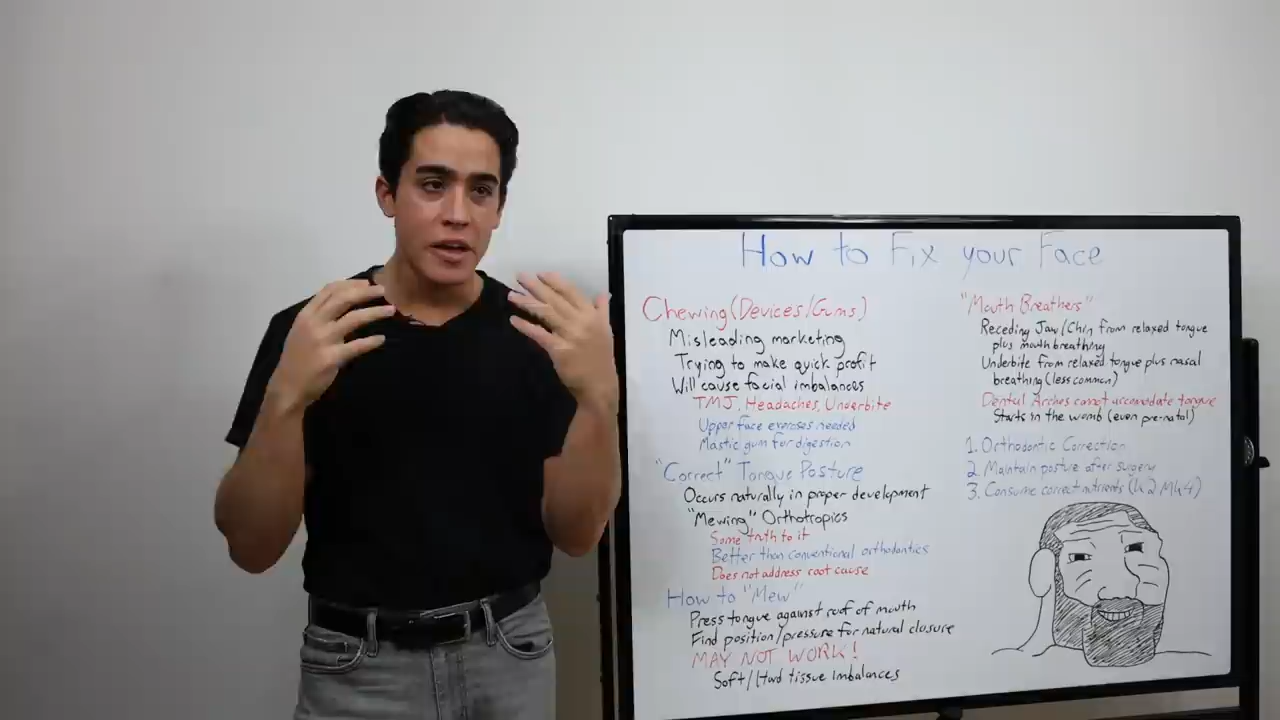 How to Fix your Face
Chewing (Devices/Gums)
Misleading marketing
Trying to make quick profit
Will cause facial imbalances
TMJ, Headaches, Underbite
Upper face exercises needed
Mastic gum for digestion
"Correct" Tongue Posture
Occurs naturally in proper development
"Mewing" Orthotropics
Some truth to it
Better than conventional orthodontics
Does not address root cause
How to "Mew"
Press tongue against roof of mouth
Find position/pressure for natural closure
MAY NOT WORK!
Soft/Hard tissue imbalances
"Mouth Breathers"
Receding Jaw/Chin from relaxed tongue
plus mouth breathing
Underbite from relaxed tongue plus nasal
breathing (less common)
Dental Arches cannot accomodate tongue
Starts in the womb (even pre-natal)
1. Orthodontic Correction
2. Maintain posture after surgery
3. Consume correct nutrients (K2 Mk4)